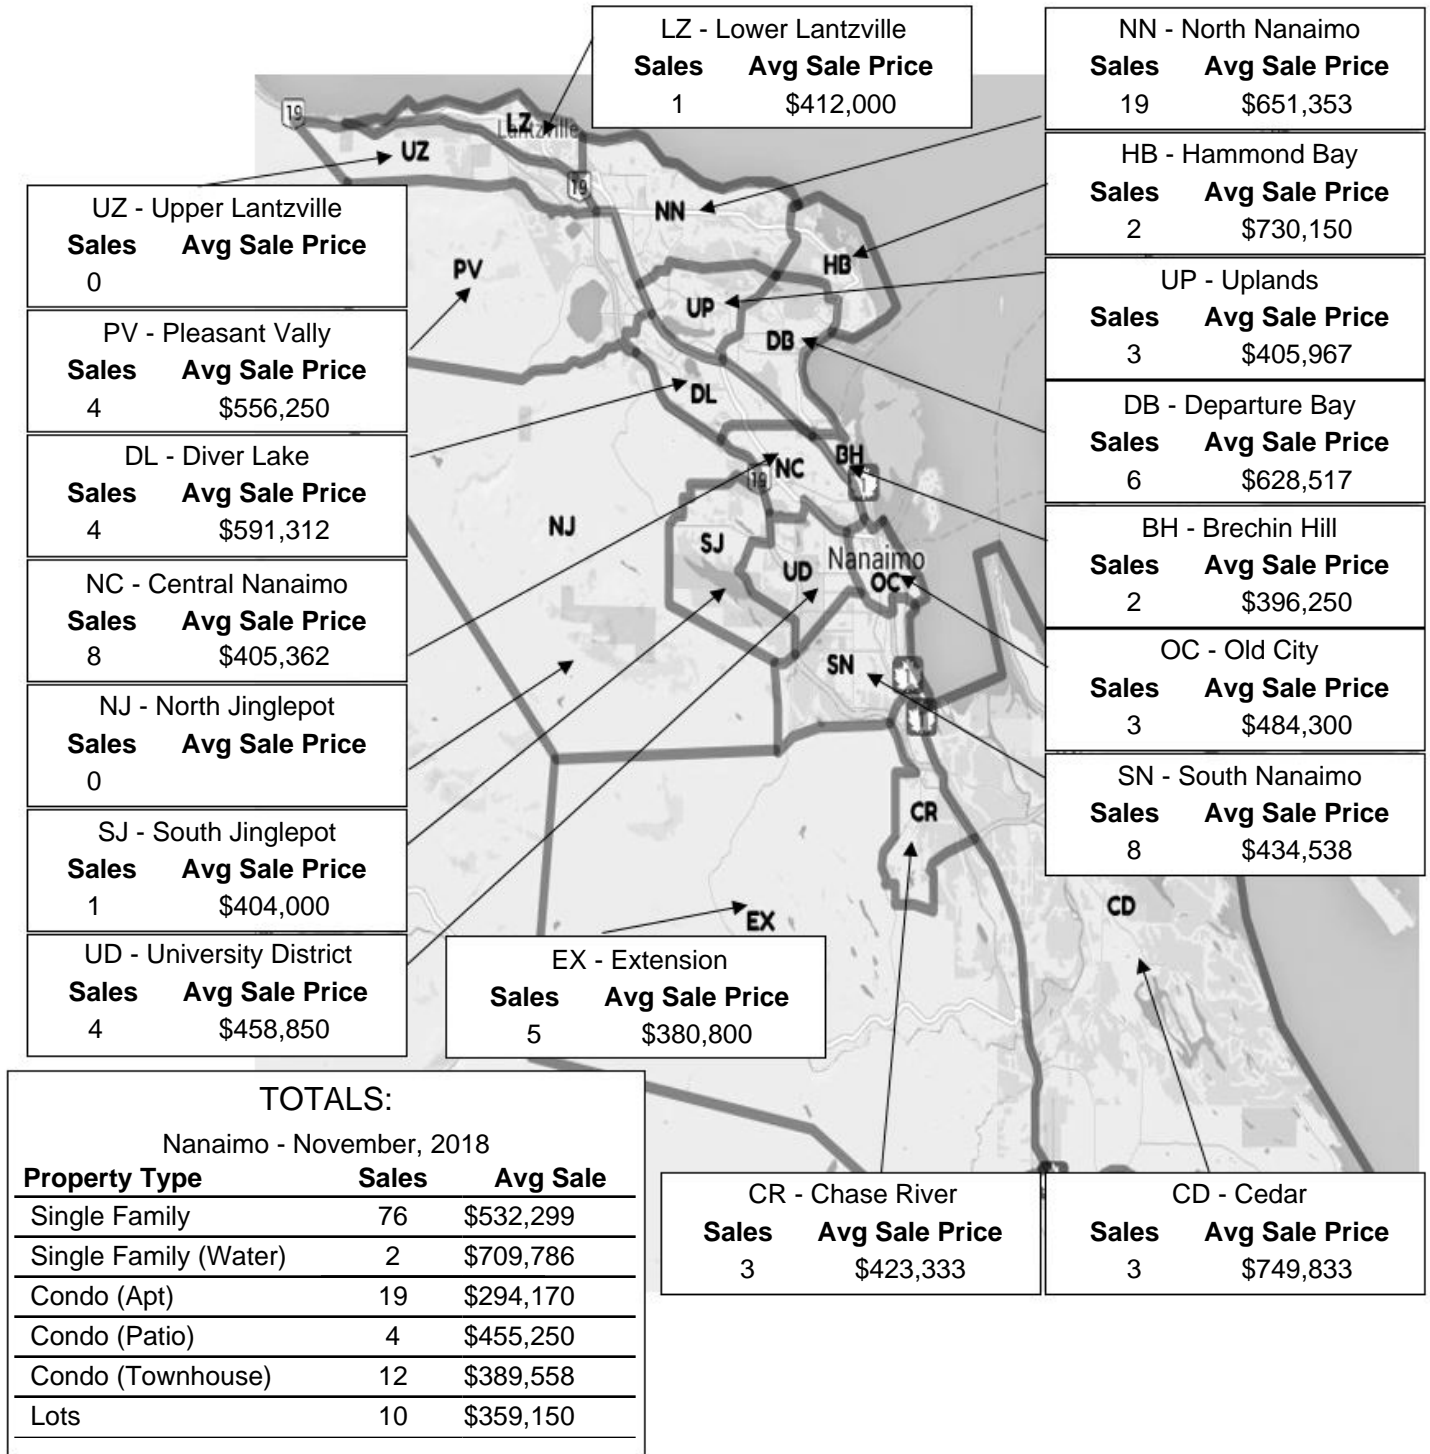 LZ - Lower Lantzville
Sales Avg Sale Price
1 $412,000
NN - North Nanaimo
Sales Avg Sale Price
19 $651,353
HB - Hammond Bay
Sales Avg Sale Price
2 $730,150
UP - Uplands
Sales Avg Sale Price
3 $405,967
DB - Departure Bay
Sales Avg Sale Price
6 $628,517
BH - Brechin Hill
Sales Avg Sale Price
2 $396,250
OC - Old City
Sales Avg Sale Price
3 $484,300
SN - South Nanaimo
Sales Avg Sale Price
8 $434,538
UZ - Upper Lantzville
Sales Avg Sale Price
0
PV - Pleasant Vally
Sales Avg Sale Price
4 $556,250
DL - Diver Lake
Sales Avg Sale Price
4 $591,312
NC - Central Nanaimo
Sales Avg Sale Price
8 $405,362
NJ - North Jinglepot
Sales Avg Sale Price
0
SJ - South Jinglepot
Sales Avg Sale Price
1 $404,000
UD - University District
Sales Avg Sale Price
4 $458,850
EX - Extension
Sales Avg Sale Price
5 $380,800
CR - Chase River
Sales Avg Sale Price
3 $423,333
CD - Cedar
Sales Avg Sale Price
3 $749,833
19
LZ
Lantzville
UZ
19
NN
PV
HB
UP
DB
DL
BH
NC
19
1
NJ
SJ
UD
Nanaimo
OC
SN
CR
EX
CD
TOTALS:
Nanaimo - November, 2018
Property Type Sales Avg Sale
Single Family 76 $532,299
Single Family (Water) 2 $709,786
Condo (Apt) 19 $294,170
Condo (Patio) 4 $455,250
Condo (Townhouse) 12 $389,558
Lots 10 $359,150